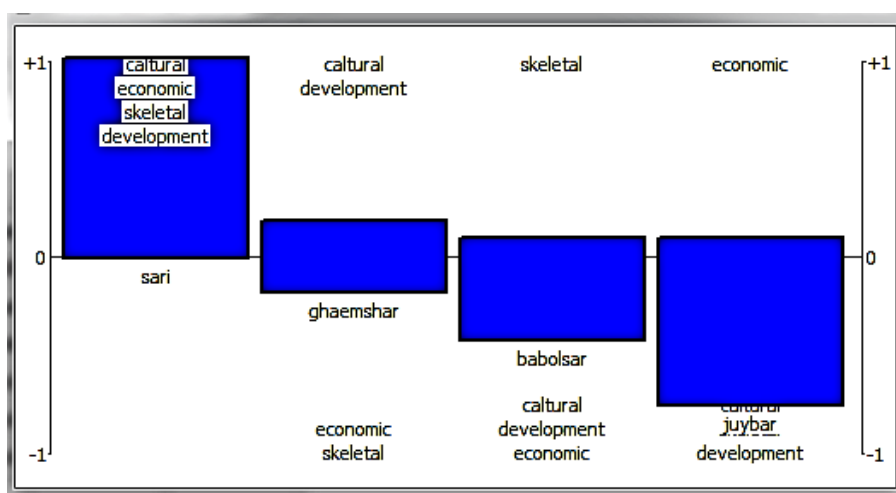 +1
caltural
economic
skeletal
development
caltural
development
skeletal
economic
+1
0
0
sari
ghaemshar
babolsar
economic
skeletal
caltural
development
economic
caltural
juybar
development
-1
-1